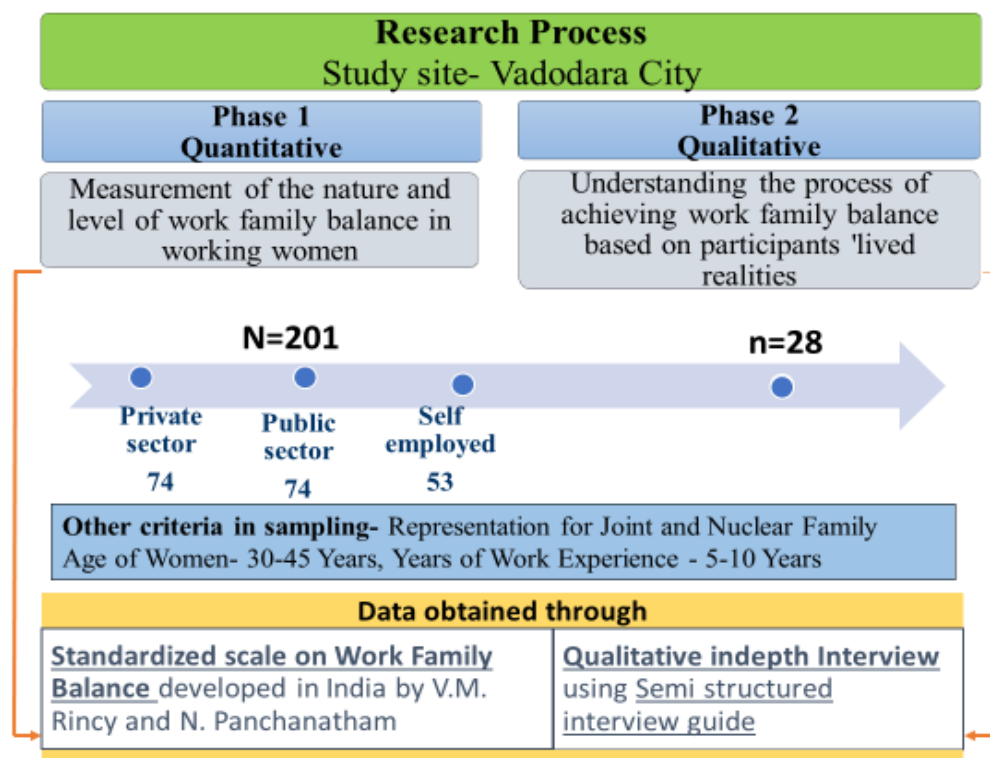 Research Process
Study site- Vadodara City
Phase 1
Quantitative
Measurement of the nature and
level of work family balance in
working women
Phase 2
Qualitative
Understanding the process of
achieving work family balance
based on participants 'lived
realities
N=201
n=28
Private
sector
74
Public
sector
74
Self
employed
53
Other criteria in sampling- Representation for Joint and Nuclear Family
Age of Women- 30-45 Years, Years of Work Experience - 5-10 Years
Data obtained through
Standardized scale on Work Family
Balance developed in India by V.M.
Rincy and N. Panchanatham
Qualitative indepth Interview
using Semi structured
interview guide